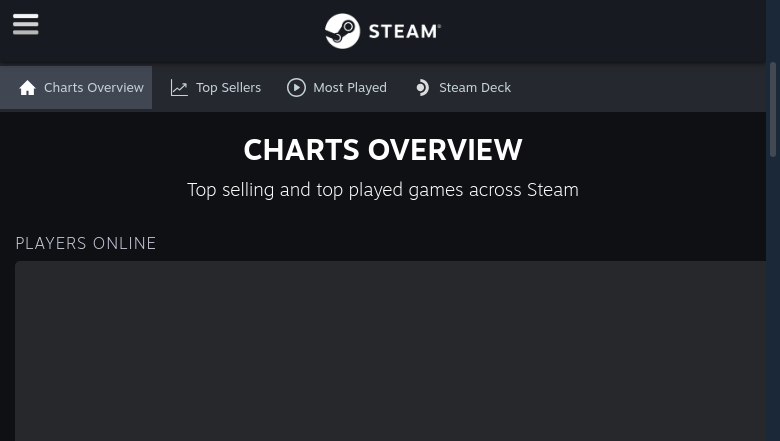 STEAM®
Charts Overview
Top Sellers
Most Played
Steam Deck
CHARTS OVERVIEW
Top selling and top played games across Steam
PLAYERS ONLINE